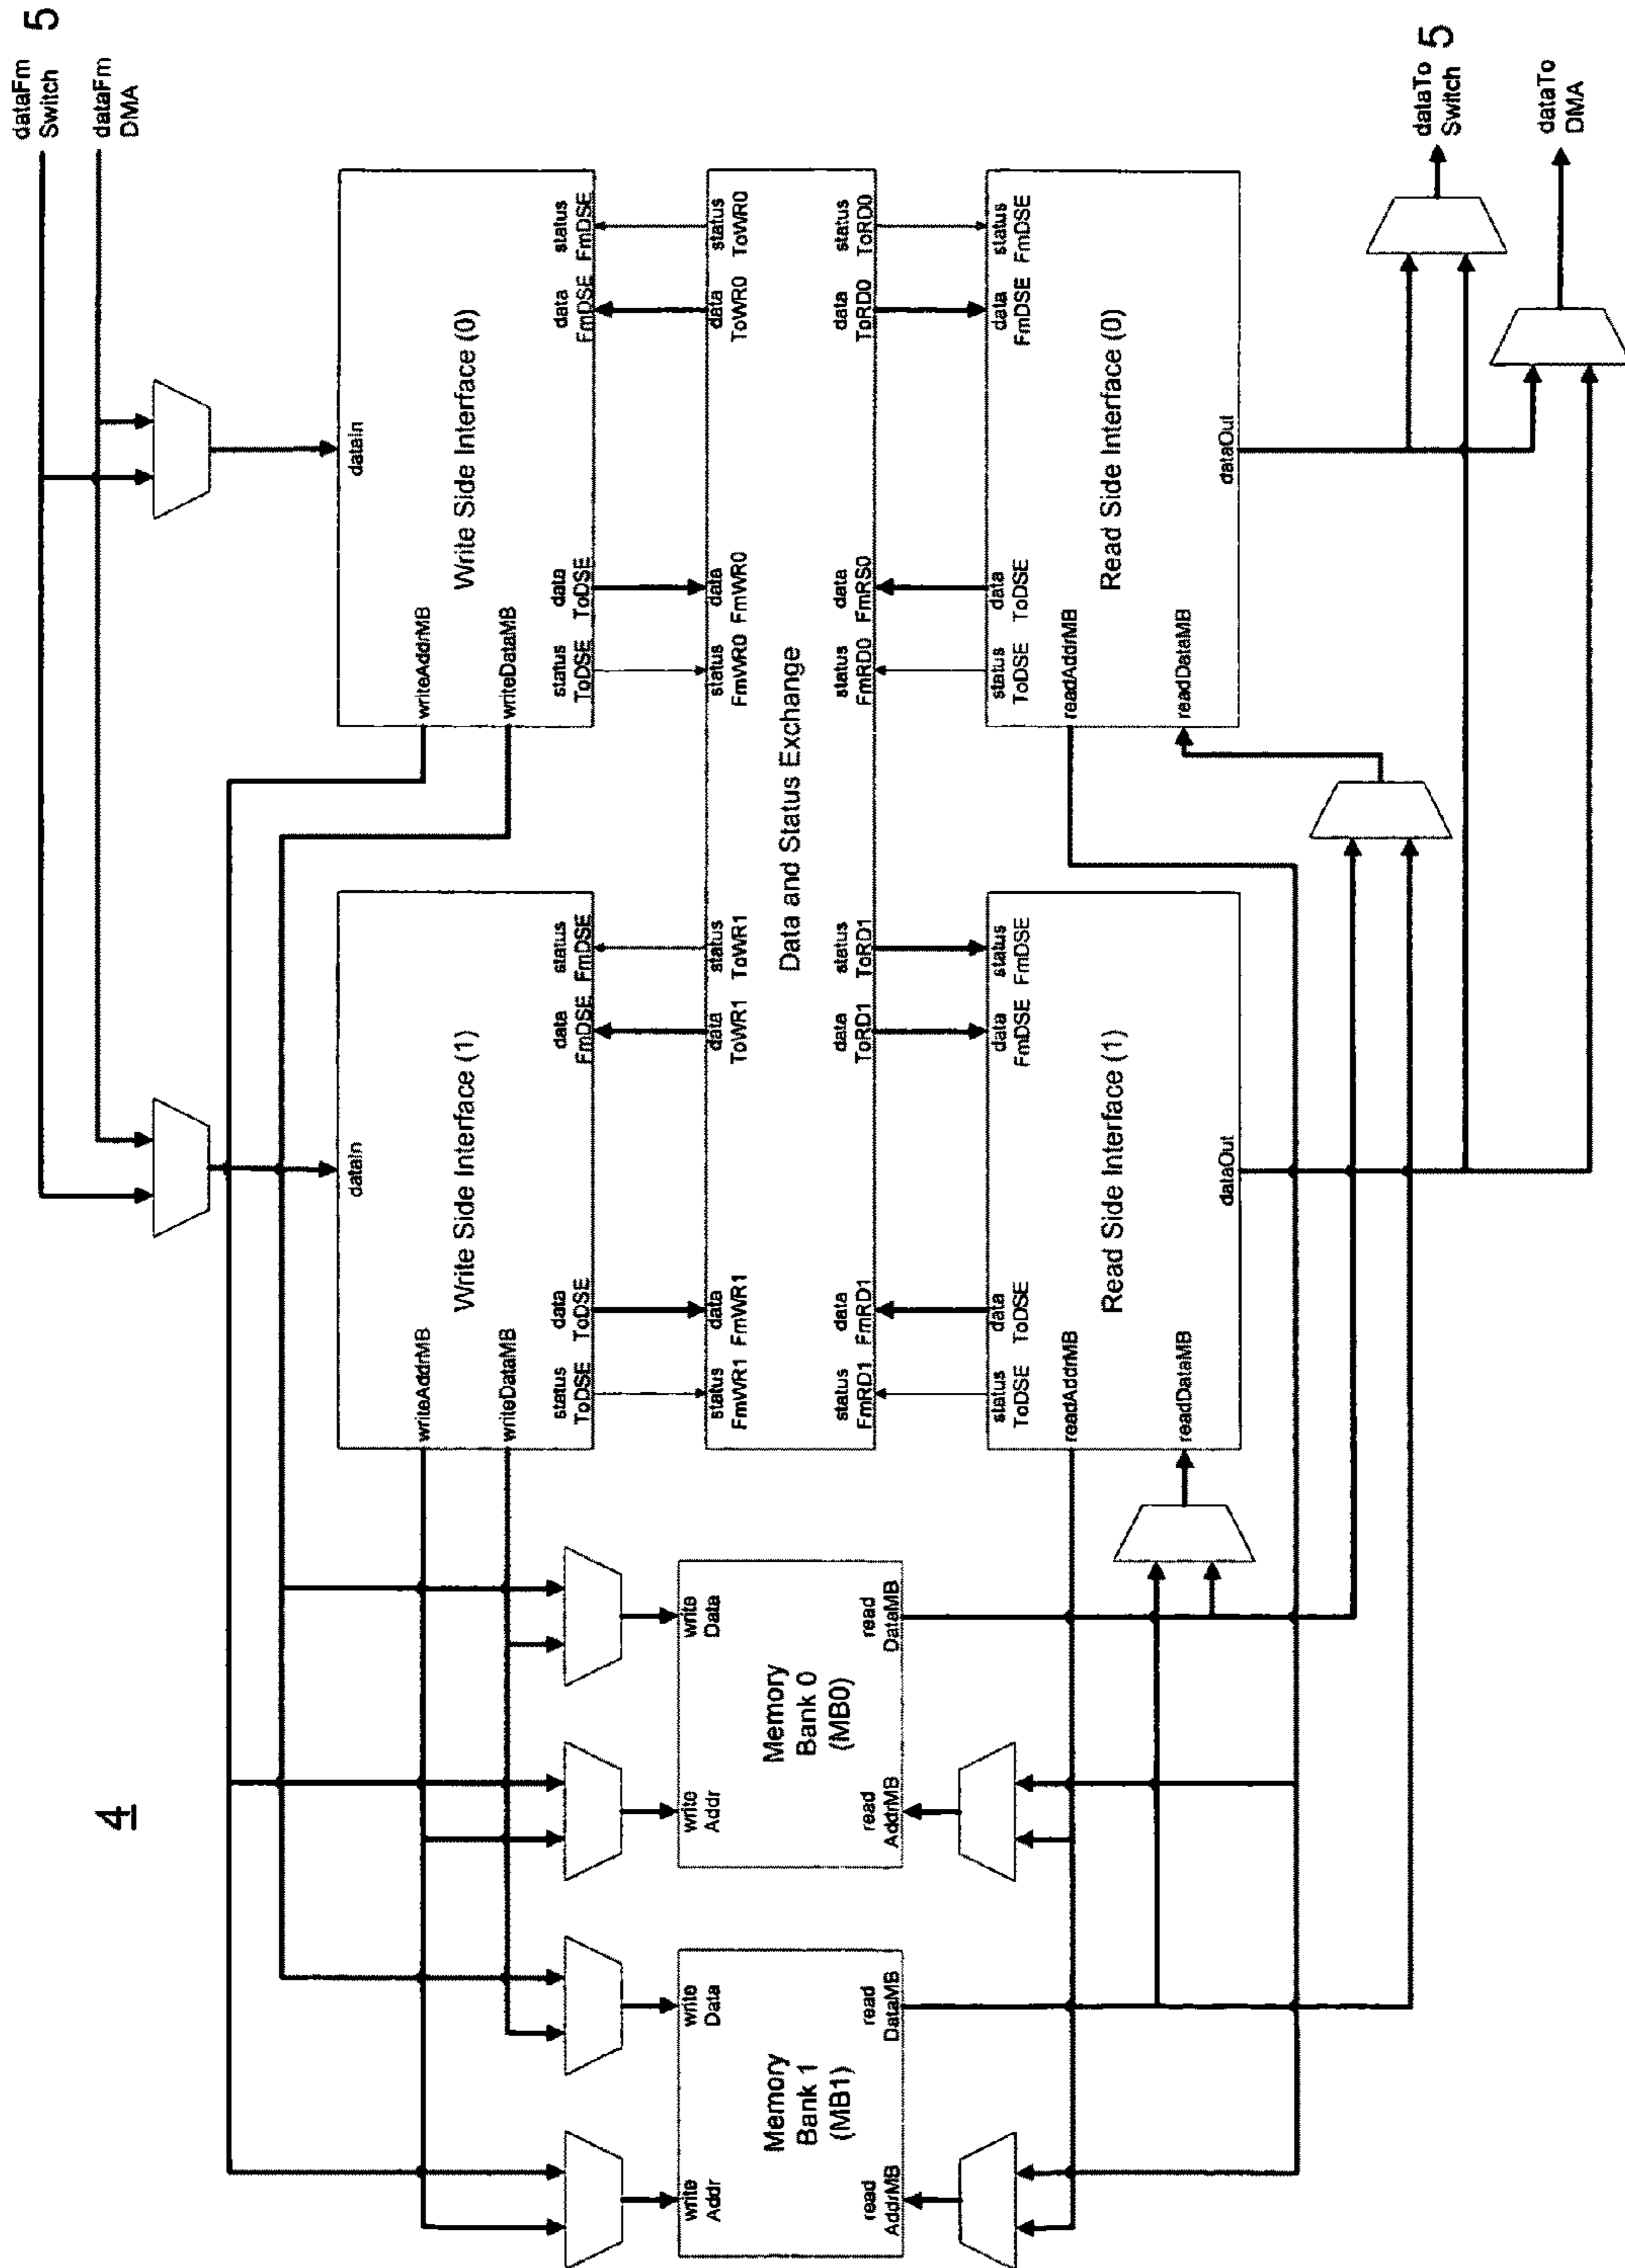 dataFm
Switch
5
dataFm
DMA
4
dataIn
writeAddrMB
Write Side Interface (1)
writeDataMB
status
ToDSE
data
ToDSE
data
FmDSE
status
FmDSE
dataIn
writeAddrMB
Write Side Interface (0)
writeDataMB
status
ToDSE
data
ToDSE
data
FmDSE
status
FmDSE
write
Addr
write
Data
Memory
Bank 1
(MB1)
read
AddrMB
read
DataMB
write
Addr
write
Data
Memory
Bank 0
(MB0)
read
AddrMB
read
DataMB
status
FmWR1
data
FmWR1
data
ToWR1
status
ToWR1
status
FmWR0
data
FmWR0
data
ToWR0
status
ToWR0
Data and Status Exchange
status
FmRD1
data
FmRD1
data
ToRD1
status
ToRD1
status
FmRD0
data
FmRS0
data
ToRD0
status
ToRD0
status
ToDSE
data
ToDSE
data
FmDSE
status
FmDSE
readAddrMB
Read Side Interface (1)
readDataMB
dataOut
status
ToDSE
data
ToDSE
data
FmDSE
status
FmDSE
readAddrMB
Read Side Interface (0)
readDataMB
dataOut
dataTo
Switch
5
dataTo
DMA